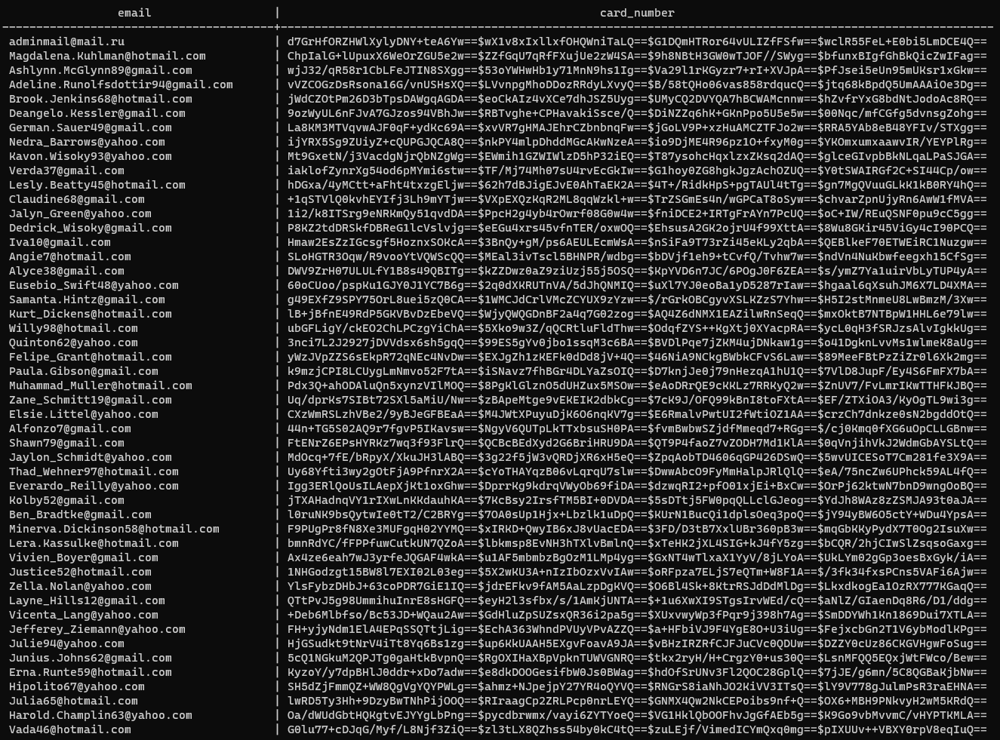 email | card_number
adminmail@mail.ru | d7GrHfORZHWlXylyDNY+teA6Yw==$wX1v8xIxllxfOHQWniTaLQ==$G1DQmHTRor64vULIZfFSfw==$wclR55FeL+E0bi5LmDCE4Q==
Magdalena.Kuhlman@hotmail.com | ChpIalG+lUpuxX6WeOrZGU5e2w==$ZZfGqU7qRfFXujUe2zW4SA==$9h8NBtH3GW0wTJOF//SWyg==$bfunxBIgfGhBkQicZwIFag==
Ashlynn.McGlynn89@gmail.com | wjJ32/qR58r1CbLFeJTIN8SXgg==$53oYWHwHb1y71MnN9hs1Ig==$Va29l1rKGyzr7+rI+XVJpA==$PfJsei5eUn95mUKsr1xGkw==
Adeline.Runolfsdottir94@gmail.com | vVZCOGzDsRsona16G/vnUSHsXQ==$LVvnpgMhoDDozRRdyLXvyQ==$B/58tQHo06vas858rdqucQ==$jtq68kBpdQ5UmAAAiOe3Dg==
Brook.Jenkins68@hotmail.com | jWdCZOtPm26D3bTpsDAWgqAGDA==$eoCkAIz4vXCe7dhJSZ5Uyg==$UMyCQ2DVYQA7hBCWAMcnnw==$hZvfrYxG8bdNtJodoAc8RQ==
Deangelo.Kessler@gmail.com | 9ozWyUL6nFJvA7GJzos94VBhJw==$RBTvghe+CPHavakiSsce/Q==$DiNZZq6hK+GKnPpo5U5e5w==$00Nqc/mfCGfg5dvnsgZohg==
German.Sauer49@gmail.com | La8KM3MTVqvwAJF0qF+ydKc69A==$xvVR7gHMAJEhrCZbnbnqFw==$jGoLV9P+xzHuAMCZTFJo2w==$RRA5YAb8eB48YFIv/STXgg==
Nedra_Barrows@yahoo.com | ijYRX5Sg9ZUiyZ+cQUPGJQCA8Q==$nkPY4mlpDhddMGcAKwNzeA==$io9DjME4R96pz1O+fxyM0g==$YKOmxumxaawvIR/YEYPlRg==
Kavon.Wisoky93@yahoo.com | Mt9GxetN/j3VacdgNjrQbNZgWg==$EWmih1GZWIWlzD5hP32iEQ==$T87ysohcHqxlzxZKsq2dAQ==$glceGIvpbBkNLqaLPaSJGA==
Verda37@gmail.com | iaklofZynrXg54od6pMYmi6stw==$TF/Mj74Mh07sU4rvEcGkIw==$G1hoy0ZG8hgkJgzAchOZUQ==$Y0tSWAIRGf2C+SI44Cp/ow==
Lesly.Beatty45@hotmail.com | hDGxa/4yMCtt+aFht4txzgEljw==$62h7dBJigEJvE0AhTaEK2A==$4T+/RidkHpS+pgTAUl4tTg==$gn7MgQVuuGLkK1kB0RY4hQ==
Claudine68@gmail.com | +1qSTVlQ0kvhEYIfj3Lh9mYTjw==$VXpEXQzKqR2ML8qqWzkl+w==$TrZSGmEs4n/wGPCaT8oSyw==$chvarZpnUjyRn6AwW1fMVA==
Jalyn_Green@yahoo.com | 1i2/k8ITSrg9eNRKmQy51qvdDA==$PpcH2g4yb4rOwrf08G0w4w==$fniDCE2+IRTgFrAYn7PcUQ==$oC+IW/REuQSNF0pu9cC5gg==
Dedrick_Wisoky@gmail.com | P8KZ2tdDRSkfDBReG1lcVslvjg==$eEGu4xrs45vfnTER/oxwOQ==$EhsusA2GK2ojrU4f99XttA==$8Wu8GKir45ViGy4cI90PCQ==
Iva10@gmail.com | Hmaw2EsZzIGcsgf5HoznxSOKcA==$3BnQy+gM/ps6AEULEcmWsA==$nSiFa9T73rZi45eKLy2qbA==$QEBlkeF70ETWEiRC1Nuzgw==
Angie7@hotmail.com | SLoHGTR3Oqw/R9vooYtVQWScQQ==$MEal3ivTscl5BHNPR/wdbg==$bDVjf1eh9+tCvfQ/Tvhw7w==$ndVn4NuKbwfeegxh15CfSg==
Alyce38@gmail.com | DWV9ZrH07ULULfY1B8s49QBITg==$kZZDwz0aZ9ziUzj55j5OSQ==$KpYVD6n7JC/6POgJ0F6ZEA==$s/ymZ7Ya1uirVbLyTUP4yA==
Eusebio_Swift48@yahoo.com | 60oCUoo/pspKu1GJY0J1YC7B6g==$2q0dXKRUTnVA/5dJhQNMIQ==$uXl7YJ0eoBa1yD5287rIaw==$hgaal6qXsuhJM6X7LD4XMA==
Samanta.Hintz@gmail.com | g49EXfZ9SPY75OrL8uei5zQ0CA==$1WMCJdCrlVMcZCYUX9zYzw==$/rGrkOBCgyvXSLKZzS7Yhw==$H5I2stMnmeU8LwBmzM/3Xw==
Kurt_Dickens@hotmail.com | lB+jBfnE49RdP5GKVBvDzEbeVQ==$WjyQWQGDnBF2a4q7G02zog==$AQ4Z6dNMX1EAZilwRnSeqQ==$mxOktB7NTBpW1HHL6e79lw==
Willy98@hotmail.com | ubGFLigY/ckEO2ChLPCzgYiChA==$5Xko9w3Z/qQCRtluFldThw==$OdqfZYS++KgXtj0XYacpRA==$ycL0qH3fSRJzsAlvIgkkUg==
Quinton62@yahoo.com | 3nci7L2J2927jDVVdsx6sh5gqQ==$99ES5gYv0jbo1ssqM3c6BA==$BVDlPqe7jZKM4ujDNkaw1g==$o41DgknLvvMs1wlmeK8aUg==
Felipe_Grant@hotmail.com | yWzJVpZZS6sEkpR72qNEc4NvDw==$EXJgZh1zKEFk0dDd8jV+4Q==$46NiA9NCkgBWbkCFvS6Law==$89MeeFBtPzZiZr0l6Xk2mg==
Paula.Gibson@gmail.com | k9mzjCPI8LCUygLmNmvo52F7tA==$iSNavz7fhBGr4DLYaZsOIQ==$D7knjJe0j79nHezqA1hU1Q==$7VlD8JupF/Ey4S6FmFX7bA==
Muhammad_Muller@hotmail.com | Pdx3Q+ahODAluQn5xynzVIlMOQ==$8PgKlGlznO5dUHZux5MSOw==$eAoDRrQE9cKKLz7RRKyQ2w==$ZnUV7/FvLmrIKwTTHFKJBQ==
Zane_Schmitt19@gmail.com | Uq/dprKs7SIBt72SXl5aMiU/Nw==$zBApeMtge9vEKEIK2dbkCg==$7cK9J/OFQ99kBnI8toFXtA==$EF/ZTXiOA3/KyOgTL9wi3g==
Elsie.Littel@yahoo.com | CXzWmRSLzhVBe2/9yBJeGFBEaA==$M4JWtXPuyuDjK6O6nqKV7g==$E6RmalvPwtUI2fWtiOZ1AA==$crzCh7dnkze0sN2bgddOtQ==
Alfonzo7@gmail.com | 44n+TG5S02AQ9r7fgvP5IKavsw==$NgyV6QUTpLkTTxbsuSH0PA==$fvmBwbwSZjdfMmeqd7+RGg==$/cj0Kmq0fXG6uOpCLLGBnw==
Shawn79@gmail.com | FtENrZ6EPsHYRKz7wq3f93FlrQ==$QCBcBEdXyd2G6BriHRU9DA==$QT9P4faoZ7vZODH7Md1KlA==$0qVnjihVkJ2WdmGbAYSLtQ==
Jaylon_Schmidt@yahoo.com | MdOcq+7fE/bRpyX/XkuJH3lABQ==$3g22f5jW3vQRDjXR6xH5eQ==$ZpqAobTD4606qGP426DSwQ==$5wvUICESoT7Cm281fe3X9A==
Thad_Wehner97@hotmail.com | Uy68Yfti3wy2gOtFjA9PfnrX2A==$cYoTHAYqzB06vLqrqU7slw==$DwwAbcO9FyMmHalpJRlQlQ==$eA/75ncZw6UPhck59AL4fQ==
Everardo_Reilly@yahoo.com | Igg3ERlQoUsILAepXjKt1oxGhw==$DprrKg9kdrqVWyOb69fiDA==$dzwqRI2+pfO01xjEi+BxCw==$OrPj62ktwN7bnD9wngOoBQ==
Kolby52@gmail.com | jTXAHadnqVY1rIXwLnKKdauhKA==$7KcBsy2IrsfTM5BI+0DVDA==$5sDTtj5FW0pqQLLclGJeog==$YdJh8WAz8zZSMJA93t0aJA==
Ben_Bradtke@gmail.com | l0ruNK9bsQytwIe0tT2/C2BRYg==$7OA0sUp1Hjx+Lbzlk1uDpQ==$KUrN1BucQi1dplsOeq3poQ==$jY94yBW6O5ctY+WDu4YpsA==
Minerva.Dickinson58@hotmail.com | F9PUgPr8fN8Xe3MUFgqH02YYMQ==$xIRKD+QwyIB6xJ8vUacEDA==$3FD/D3tB7XxlUBr360pB3w==$mqGbKKyPydX7T0Og2IsuXw==
Lera.Kassulke@hotmail.com | bmnRdYC/fFPPfuwCutkUN7QZoA==$lbkmsp8EvNH3hTXlvBmlnQ==$xTeHK2jXL4SIG+kJ4fY5zg==$bCQR/2hjCIwSlZsqsoGaxg==
Vivien_Boyer@gmail.com | Ax4ze6eah7wJ3yrfeJQGAF4wkA==$u1AF5mbmbzBgOzM1LMp4yg==$GxNT4wTlxaX1YyV/8jLYoA==$UkLYm02gGp3oesBxGyk/iA==
Justice52@hotmail.com | 1NHGodzgt15BW8l7EXI02L03eg==$5X2wKU3A+nIzIbOzxVvIAw==$oRFpza7ELjS7eQTm+W8F1A==$/3fk34fxsPCns5VAFi6Ajw==
Zella.Nolan@yahoo.com | YlsFybzDHbJ+63coPDR7GiE1IQ==$jdrEFkv9fAM5AaLzpDgKVQ==$O6Bl4Sk+8KtrRSJdDdMlDg==$LkxdkogEa1OzRX777KGaqQ==
Layne_Hills12@gmail.com | QTtPvJ5g98UmmihuInrE8sHGFQ==$eyH2l3sfbx/s/1AmKjUNTA==$+1u6XwXI9STgsIrvWEd/cQ==$aNlZ/GIaenDq8R6/D1/ddg==
Vicenta_Lang@yahoo.com | +Deb6Mlbfso/Bc53JD+WQau2Aw==$GdHluZpSUZsxQR36i2pa5g==$XUxvwyWp3fPqr9j398h7Ag==$SmDDYWh1Kn1869Dui7XTLA==
Jefferey_Ziemann@yahoo.com | FH+yjyNdm1ElA4EPqSSQTtjLig==$EchA363WhndPVUyVPvAZZQ==$a+HFbiVJ9F4YgE8O+U3iUg==$FejxcbGn2T1V6ybModlKPg==
Julie94@yahoo.com | HjGSudkt9tNrV4iTt8Yq6Bs1zg==$up6KkUAAH5EXgvFoavA9JA==$vBHzIRZRfCJFJuCVc0QDUw==$DZZY0cUz86CKGVHgwFoSug==
Junius.Johns62@gmail.com | 5cQ1NGkuM2QPJTg0gaHtkBvpnQ==$RgOXIHaXBpVpknTUWVGNRQ==$tkx2ryH/H+CrgzY0+us30Q==$LsnMFQQ5EQxjWtFWco/Bew==
Erna.Runte59@hotmail.com | KyzoY/y7dpBHlJ0ddr+xDo7adw==$e8dkDOOGesifbW0Js0BWag==$hdOfSrUNv3Fl2QOC28GplQ==$7jJE/g6mn/5C8QGBaKjbNw==
Hipolito67@yahoo.com | SH5dZjFmmQZ+WW8QgVgYQYPWLg==$ahmz+NJpejpY27YR4oQYVQ==$RNGrS8iaNhJO2KiVV3ITsQ==$lY9V778gJulmPsR3raEHNA==
Julia65@hotmail.com | lwRD5Ty3Hh+9DzyBwTNhPijOOQ==$RIraagCp2ZRLPcp0nrLEYQ==$GNMX4Qw2NkCEPoibs9nf+Q==$OX6+MBH9PNkvyH2wM5KRdQ==
Harold.Champlin63@yahoo.com | Oa/dWUdGbtHQKgtvEJYYgLbPng==$pycdbrwmx/vayi6ZYTYoeQ==$VG1HklQbOOFhvJgGfAEb5g==$K9Go9vbMvvmC/vHYPTKMLA==
Vada46@hotmail.com | G0lu77+cDJqG/Myf/L8Njf3ZiQ==$zl3tLX8QZhss54by0kC4tQ==$zuLEjf/VimedICYmQxq0mg==$pIXUUv++VBXY0rpV8eqIuQ==